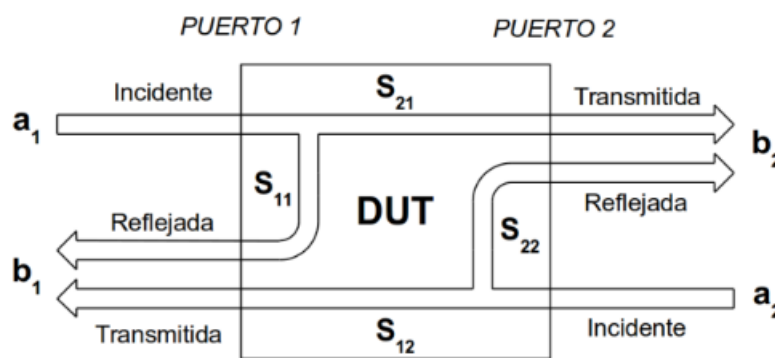 PUERTO 1 PUERTO 2
Incidente S21 Transmitida
a1 b2
S11 DUT Reflejada
Reflejada S22
b1 a2
Transmitida S12 Incidente